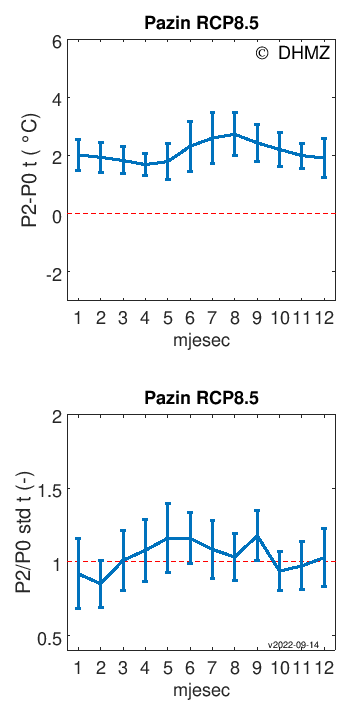 Pazin RCP8.5
© DHMZ
P2-P0 t ( °C)
6
4
2
0
-2
1 2 3 4 5 6 7 8 9 10 11 12
mjesec
Pazin RCP8.5
P2/P0 std t (-)
2
1.5
1
0.5
v2022-09-14
1 2 3 4 5 6 7 8 9 10 11 12
mjesec